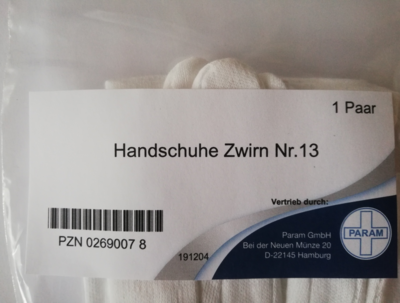 1 Paar
Handschuhe Zwirn Nr.13
Vertrieb durch:
PZN 0269007 8
191204
Param GmbH
Bei der Neuen Münze 20
D-22145 Hamburg
PARAM